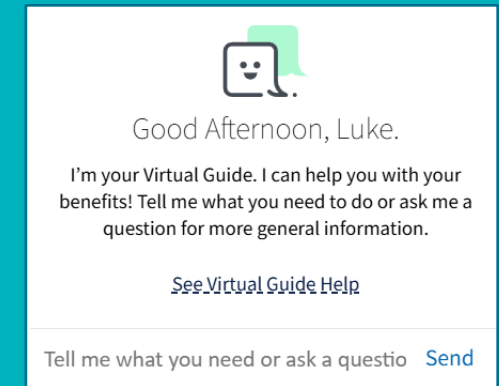 Good Afternoon, Luke.
I'm your Virtual Guide. I can help you with your
benefits! Tell me what you need to do or ask me a
question for more general information.
See Virtual Guide Help
Tell me what you need or ask a questio Send